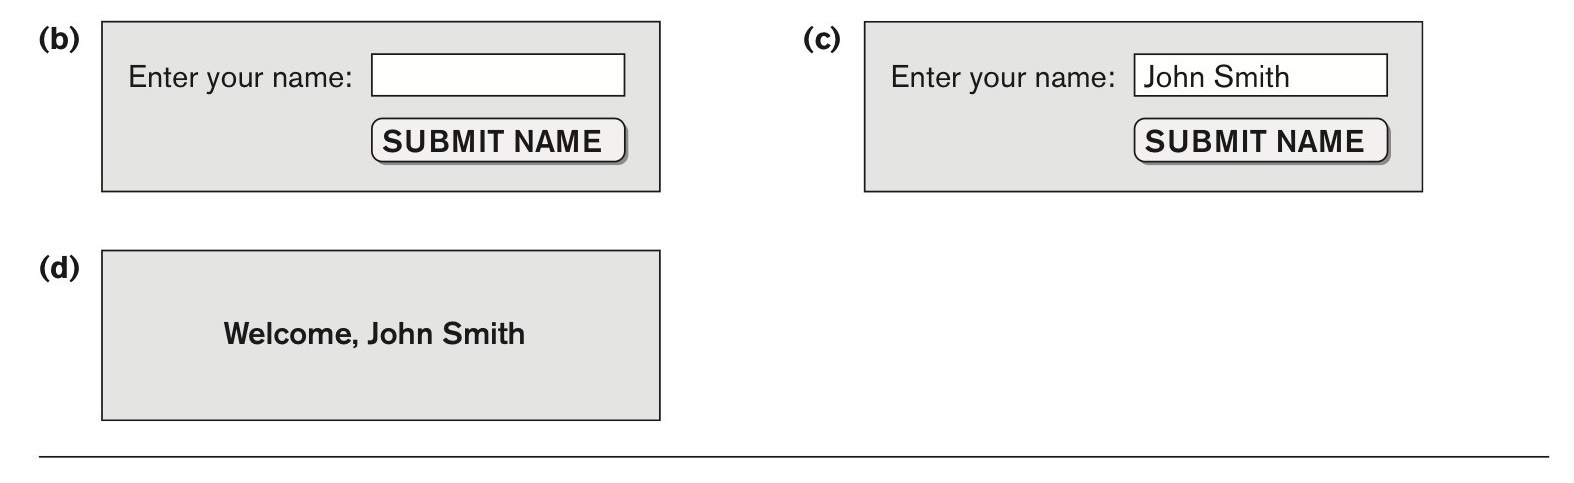 (b)
Enter your name:
SUBMIT NAME
(c)
Enter your name: John Smith
SUBMIT NAME
(d)
Welcome, John Smith